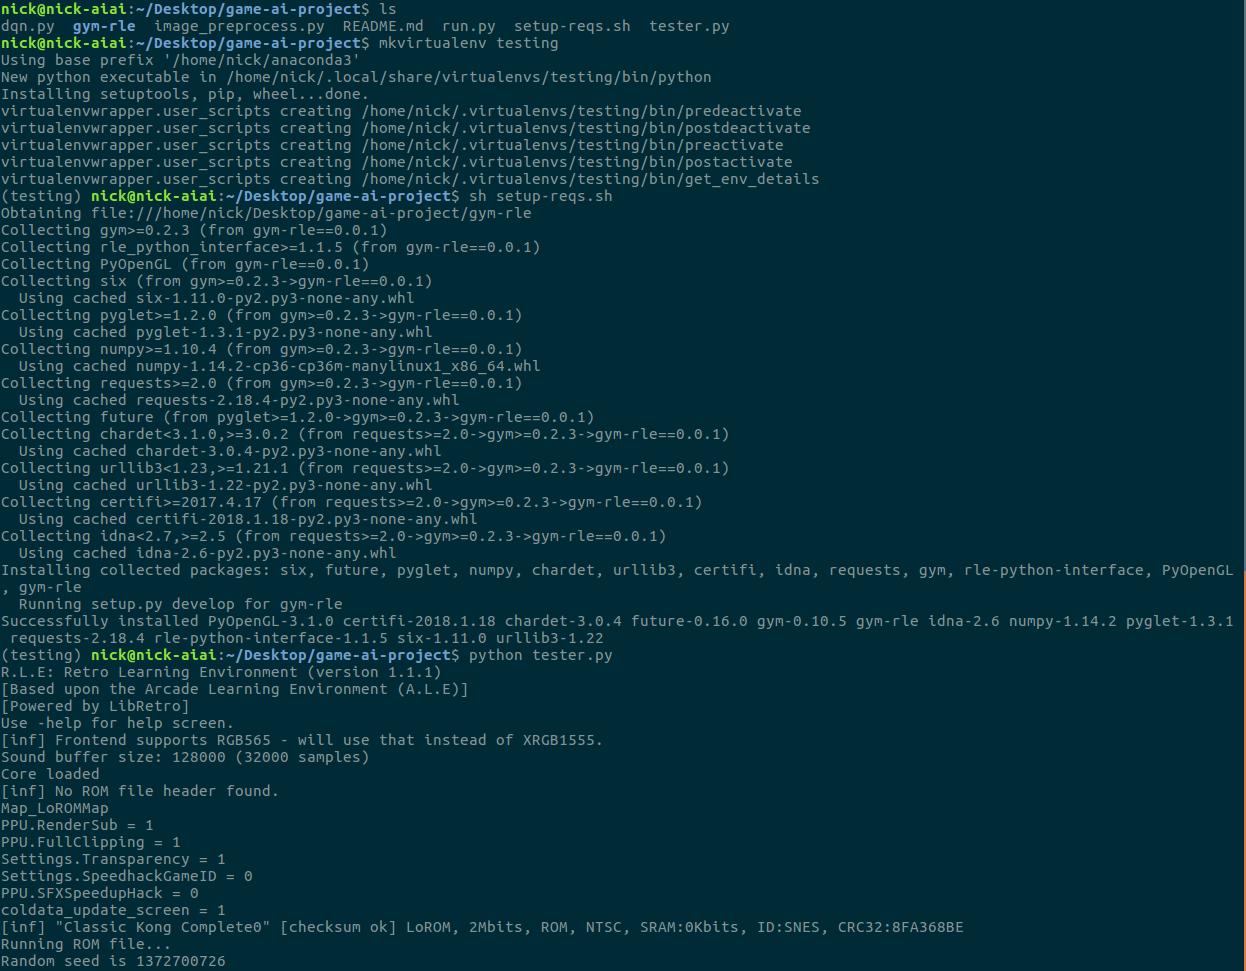 nick@nick-aiai:~/Desktop/game-ai-project$ ls
dqn.py  gym-rle  image_preprocess.py  README.md  run.py  setup-reqs.sh  tester.py
nick@nick-aiai:~/Desktop/game-ai-project$ mkvirtualenv testing
Using base prefix '/home/nick/anaconda3'
New python executable in /home/nick/.local/share/virtualenvs/testing/bin/python
Installing setuptools, pip, wheel...done.
virtualenvwrapper.user_scripts creating /home/nick/.virtualenvs/testing/bin/predeactivate
virtualenvwrapper.user_scripts creating /home/nick/.virtualenvs/testing/bin/postdeactivate
virtualenvwrapper.user_scripts creating /home/nick/.virtualenvs/testing/bin/preactivate
virtualenvwrapper.user_scripts creating /home/nick/.virtualenvs/testing/bin/postactivate
virtualenvwrapper.user_scripts creating /home/nick/.virtualenvs/testing/bin/get_env_details
(testing) nick@nick-aiai:~/Desktop/game-ai-project$ sh setup-reqs.sh
Obtaining file:///home/nick/Desktop/game-ai-project/gym-rle
Collecting gym>=0.2.3 (from gym-rle==0.0.1)
Collecting rle_python_interface>=1.1.5 (from gym-rle==0.0.1)
Collecting PyOpenGL (from gym-rle==0.0.1)
Collecting six (from gym>=0.2.3->gym-rle==0.0.1)
  Using cached six-1.11.0-py2.py3-none-any.whl
Collecting pyglet>=1.2.0 (from gym>=0.2.3->gym-rle==0.0.1)
  Using cached pyglet-1.3.1-py2.py3-none-any.whl
Collecting numpy>=1.10.4 (from gym>=0.2.3->gym-rle==0.0.1)
  Using cached numpy-1.14.2-cp36-cp36m-manylinux1_x86_64.whl
Collecting requests>=2.0 (from gym>=0.2.3->gym-rle==0.0.1)
  Using cached requests-2.18.4-py2.py3-none-any.whl
Collecting future (from pyglet>=1.2.0->gym>=0.2.3->gym-rle==0.0.1)
Collecting chardet<3.1.0,>=3.0.2 (from requests>=2.0->gym>=0.2.3->gym-rle==0.0.1)
  Using cached chardet-3.0.4-py2.py3-none-any.whl
Collecting urllib3<1.23,>=1.21.1 (from requests>=2.0->gym>=0.2.3->gym-rle==0.0.1)
  Using cached urllib3-1.22-py2.py3-none-any.whl
Collecting certifi>=2017.4.17 (from requests>=2.0->gym>=0.2.3->gym-rle==0.0.1)
  Using cached certifi-2018.1.18-py2.py3-none-any.whl
Collecting idna<2.7,>=2.5 (from requests>=2.0->gym>=0.2.3->gym-rle==0.0.1)
  Using cached idna-2.6-py2.py3-none-any.whl
Installing collected packages: six, future, pyglet, numpy, chardet, urllib3, certifi, idna, requests, gym, rle-python-interface, PyOpenGL
, gym-rle
  Running setup.py develop for gym-rle
Successfully installed PyOpenGL-3.1.0 certifi-2018.1.18 chardet-3.0.4 future-0.16.0 gym-0.10.5 gym-rle idna-2.6 numpy-1.14.2 pyglet-1.3.1
 requests-2.18.4 rle-python-interface-1.1.5 six-1.11.0 urllib3-1.22
(testing) nick@nick-aiai:~/Desktop/game-ai-project$ python tester.py
R.L.E: Retro Learning Environment (version 1.1.1)
[Based upon the Arcade Learning Environment (A.L.E)]
[Powered by LibRetro]
Use -help for help screen.
[inf] Frontend supports RGB565 - will use that instead of XRGB1555.
Sound buffer size: 128000 (32000 samples)
Core loaded
[inf] No ROM file header found.
Map_LoROMMap
PPU.RenderSub = 1
PPU.FullClipping = 1
Settings.Transparency = 1
Settings.SpeedhackGameID = 0
PPU.SFXSpeedupHack = 0
coldata_update_screen = 1
[inf] "Classic Kong Complete0" [checksum ok] LoROM, 2Mbits, ROM, NTSC, SRAM:0Kbits, ID:SNES, CRC32:8FA368BE
Running ROM file...
Random seed is 1372700726